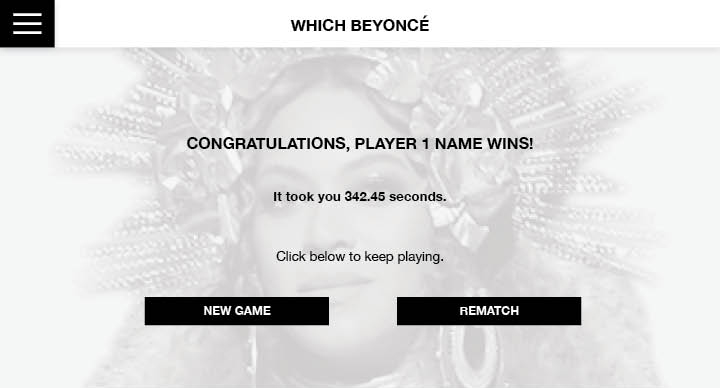 WHICH BEYONCÉ
CONGRATULATIONS, PLAYER 1 NAME WINS!
It took you 342.45 seconds.
Click below to keep playing.
NEW GAME
REMATCH